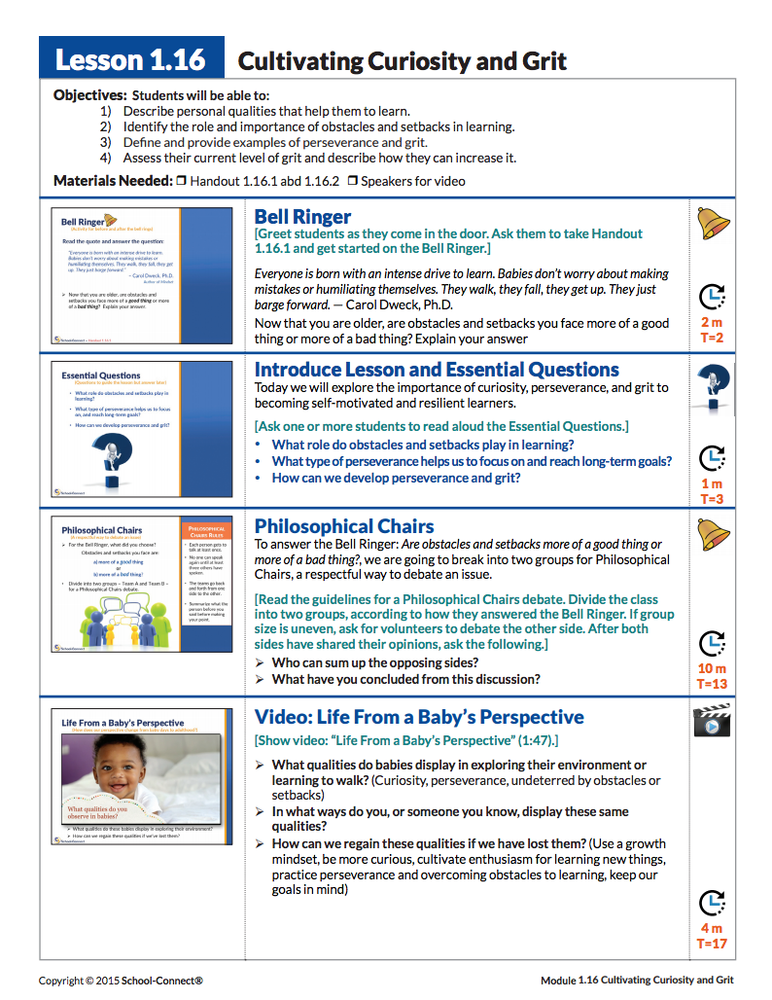 Lesson 1.16
Cultivating Curiosity and Grit
Objectives: Students will be able to:
1) Describe personal qualities that help them to learn.
2) Identify the role and importance of obstacles and setbacks in learning.
3) Define and provide examples of perseverance and grit.
4) Assess their current level of grit and describe how they can increase it.
Materials Needed: ❒ Handout 1.16.1 abd 1.16.2 ❒ Speakers for video
Bell Ringer
(Activity for before and after the bell rings)
Read the quote and answer the question:
"Everyone is born with an intense drive to learn.
Babies don't worry about making mistakes or
humiliating themselves. They walk, they fall, they get
up. They just barge forward."
– Carol Dweck, Ph.D.
Author of Mindset
➢ Now that you are older, are obstacles and
setbacks you face more of a good thing or more
of a bad thing? Explain your answer.
School-Connect • Handout 1.16.1
Bell Ringer
[Greet students as they come in the door. Ask them to take Handout
1.16.1 and get started on the Bell Ringer.]
Everyone is born with an intense drive to learn. Babies don't worry about making
mistakes or humiliating themselves. They walk, they fall, they get up. They just
barge forward. — Carol Dweck, Ph.D.
Now that you are older, are obstacles and setbacks you face more of a good
thing or more of a bad thing? Explain your answer
2 m
T=2
Essential Questions
(Questions to guide the lesson but answer later)
• What role do obstacles and setbacks play in
learning?
• What type of perseverance helps us to focus
on, and reach long-term goals?
• How can we develop perseverance and grit?
School-Connect
Introduce Lesson and Essential Questions
Today we will explore the importance of curiosity, perseverance, and grit to
becoming self-motivated and resilient learners.
[Ask one or more students to read aloud the Essential Questions.]
• What role do obstacles and setbacks play in learning?
• What type of perseverance helps us to focus on and reach long-term goals?
• How can we develop perseverance and grit?
1 m
T=3
Philosophical Chairs
(A respectful way to debate an issue)
➢ For the Bell Ringer, what did you choose?
Obstacles and setbacks you face are:
a) more of a good thing
or
b) more of a bad thing?
• Divide into two groups – Team A and Team B –
for a Philosophical Chairs debate.
School-Connect
PHILOSOPHICAL
CHAIRS RULES
• Each person gets to
talk at least once.
• No one can speak
again until at least
three others have
spoken.
• The teams go back
and forth from one
side to the other.
• Summarize what the
person before you
said before making
your point.
Philosophical Chairs
To answer the Bell Ringer: Are obstacles and setbacks more of a good thing or
more of a bad thing?, we are going to break into two groups for Philosophical
Chairs, a respectful way to debate an issue.
[Read the guidelines for a Philosophical Chairs debate. Divide the class
into two groups, according to how they answered the Bell Ringer. If group
size is uneven, ask for volunteers to debate the other side. After both
sides have shared their opinions, ask the following.]
➢ Who can sum up the opposing sides?
➢ What have you concluded from this discussion?
10 m
T=13
Life From a Baby's Perspective
(How does our perspective change from baby days to adulthood?)
What qualities do you
observe in babies?
➢ What qualities do these babies display in exploring their environment?
➢ How can we regain these qualities if we've lost them?
School-Connect
Video: Life From a Baby's Perspective
[Show video: "Life From a Baby's Perspective" (1:47).]
➢ What qualities do babies display in exploring their environment or
learning to walk? (Curiosity, perseverance, undeterred by obstacles or
setbacks)
➢ In what ways do you, or someone you know, display these same
qualities?
➢ How can we regain these qualities if we have lost them? (Use a growth
mindset, be more curious, cultivate enthusiasm for learning new things,
practice perseverance and overcoming obstacles to learning, keep our
goals in mind)
4 m
T=17
Copyright © 2015 School-Connect®
Module 1.16 Cultivating Curiosity and Grit